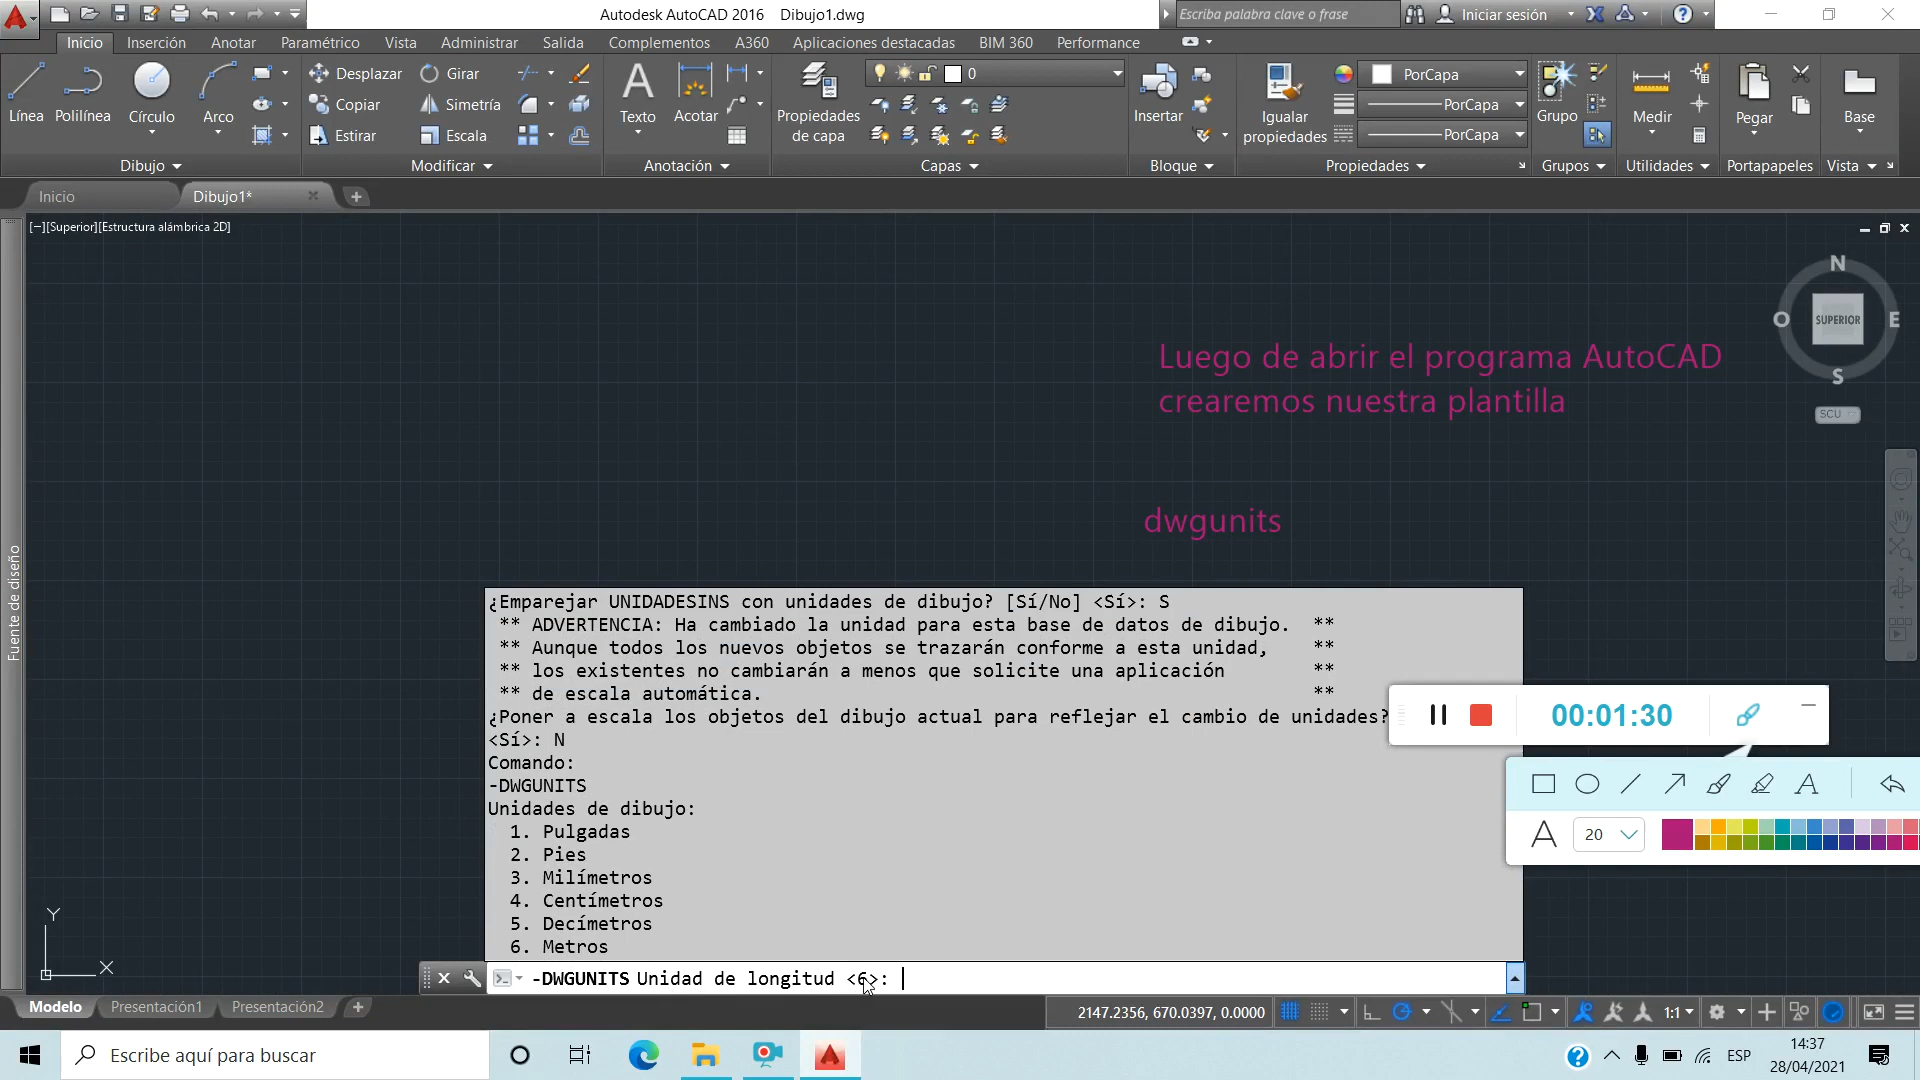 Autodesk AutoCAD 2016 Dibujo1.dwg
Escriba palabra clave o frase
Iniciar sesión
Inicio Inserción Anotar Paramétrico Vista Administrar Salida Complementos A360 Aplicaciones destacadas BIM 360 Performance
Línea Polilínea Círculo Arco
Desplazar Girar
Copiar Simetría
Estirar Escala
Texto Acotar
Propiedades de capa
0
Insertar
Igualar propiedades
PorCapa
PorCapa
PorCapa
Grupo
Medir
Pegar
Base
Dibujo Modificar Anotación Capas Bloque Propiedades Grupos Utilidades Portapapeles Vista
Inicio Dibujo1*
[−][Superior][Estructura alámbrica 2D]
N
O SUPERIOR E
S
SCU
Luego de abrir el programa AutoCAD
crearemos nuestra plantilla
dwgunits
Fuente de diseño
¿Emparejar UNIDADESINS con unidades de dibujo? [Sí/No] <Sí>: S
** ADVERTENCIA: Ha cambiado la unidad para esta base de datos de dibujo. **
** Aunque todos los nuevos objetos se trazarán conforme a esta unidad, **
** los existentes no cambiarán a menos que solicite una aplicación **
** de escala automática. **
¿Poner a escala los objetos del dibujo actual para reflejar el cambio de unidades?
<Sí>: N
Comando:
-DWGUNITS
Unidades de dibujo:
1. Pulgadas
2. Pies
3. Milímetros
4. Centímetros
5. Decímetros
6. Metros
-DWGUNITS Unidad de longitud <6>:
00:01:30
A 20
Y
X
Modelo Presentación1 Presentación2
2147.2356, 670.0397, 0.0000
1:1
Escribe aquí para buscar
ESP
14:37
28/04/2021